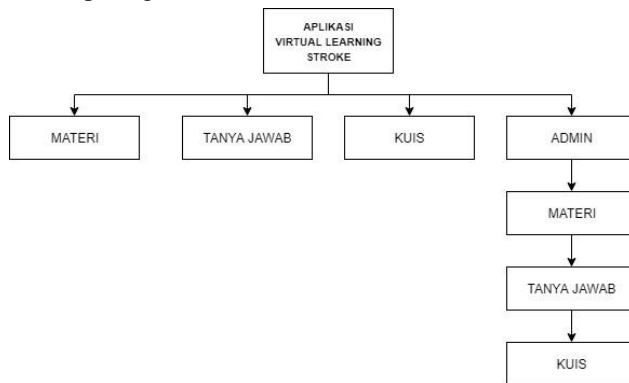 APLIKASI
VIRTUAL LEARNING
STROKE
MATERI
TANYA JAWAB
KUIS
ADMIN
MATERI
TANYA JAWAB
KUIS